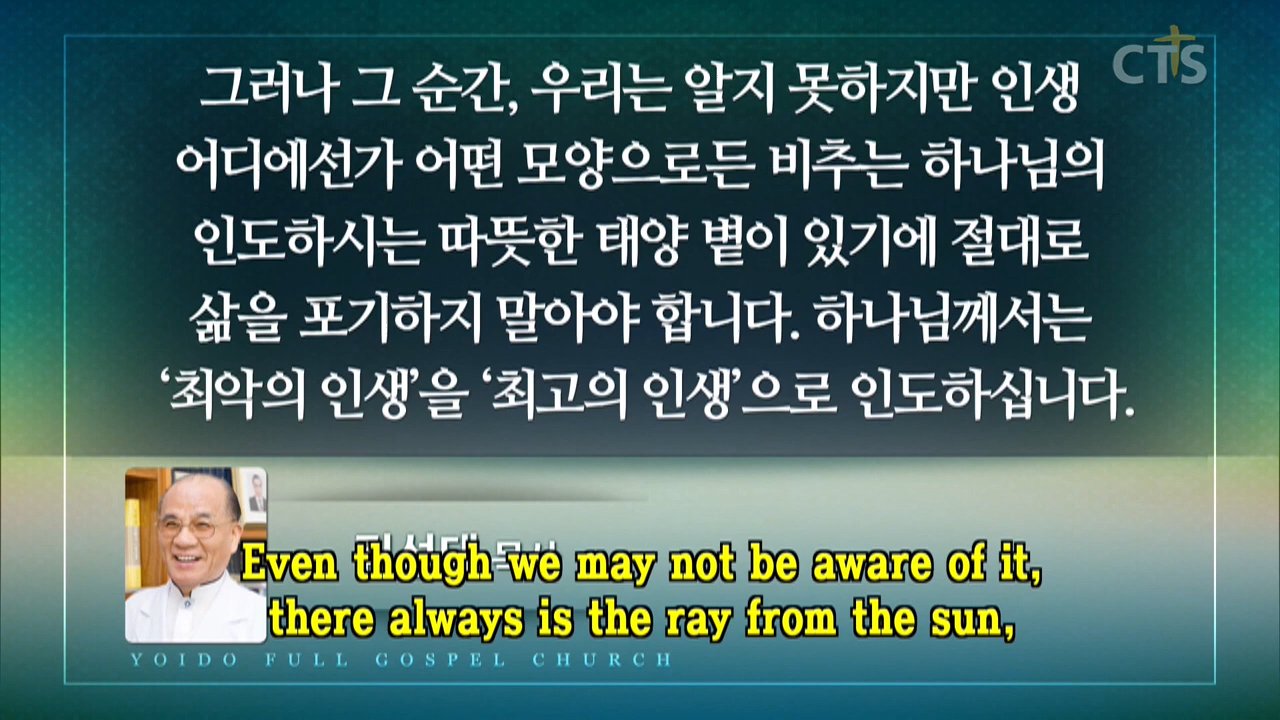 CTS
그러나 그 순간, 우리는 알지 못하지만 인생
어디에선가 어떤 모양으로든 비추는 하나님의
인도하시는 따뜻한 태양 볕이 있기에 절대로
삶을 포기하지 말아야 합니다. 하나님께서는
‘최악의 인생’을 ‘최고의 인생’으로 인도하십니다.
Even though we may not be aware of it,
there always is the ray from the sun,
YOIDO FULL GOSPEL CHURCH